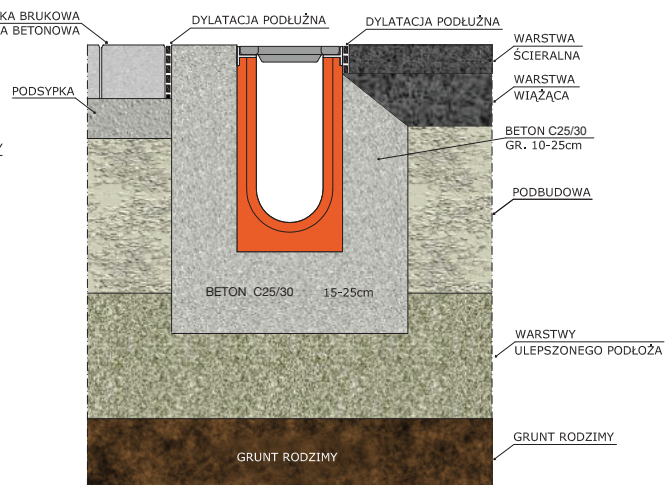 KA BRUKOWA
A BETONOWA
DYLATACJA PODŁUŻNA
DYLATACJA PODŁUŻNA
WARSTWA
ŚCIERALNA
WARSTWA
WIĄŻĄCA
PODSYPKA
BETON C25/30
GR. 10-25cm
PODBUDOWA
BETON C25/30 15-25cm
WARSTWY
ULEPSZONEGO PODŁOŻA
GRUNT RODZIMY
GRUNT RODZIMY